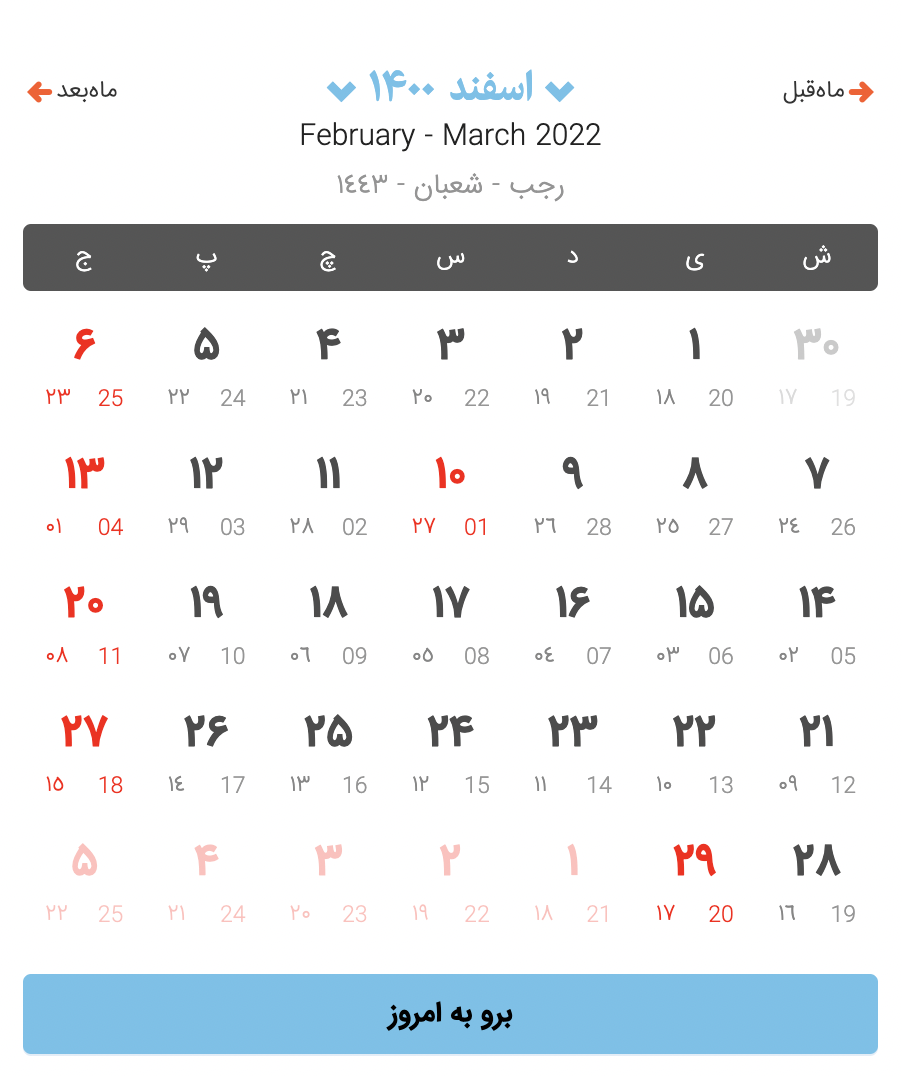 ماه‌قبل اسفند ۱۴۰۰ ماه‌بعد
February - March 2022
رجب - شعبان - ١٤٤٣
ش ی د س چ پ ج
۳۰ ۱ ۲ ۳ ۴ ۵ ۶
19 ١٧ 20 ١٨ 21 ١٩ 22 ٢٠ 23 ٢١ 24 ٢٢ 25 ٢٣
۷ ۸ ۹ ۱۰ ۱۱ ۱۲ ۱۳
26 ٢٤ 27 ٢٥ 28 ٢٦ 01 ٢٧ 02 ٢٨ 03 ٢٩ 04 ٠١
۱۴ ۱۵ ۱۶ ۱۷ ۱۸ ۱۹ ۲۰
05 ٠٢ 06 ٠٣ 07 ٠٤ 08 ٠٥ 09 ٠٦ 10 ٠٧ 11 ٠٨
۲۱ ۲۲ ۲۳ ۲۴ ۲۵ ۲۶ ۲۷
12 ٠٩ 13 ١٠ 14 ١١ 15 ١٢ 16 ١٣ 17 ١٤ 18 ١٥
۲۸ ۲۹ ۱ ۲ ۳ ۴ ۵
19 ١٦ 20 ١٧ 21 ١٨ 22 ١٩ 23 ٢٠ 24 ٢١ 25 ٢٢
برو به امروز